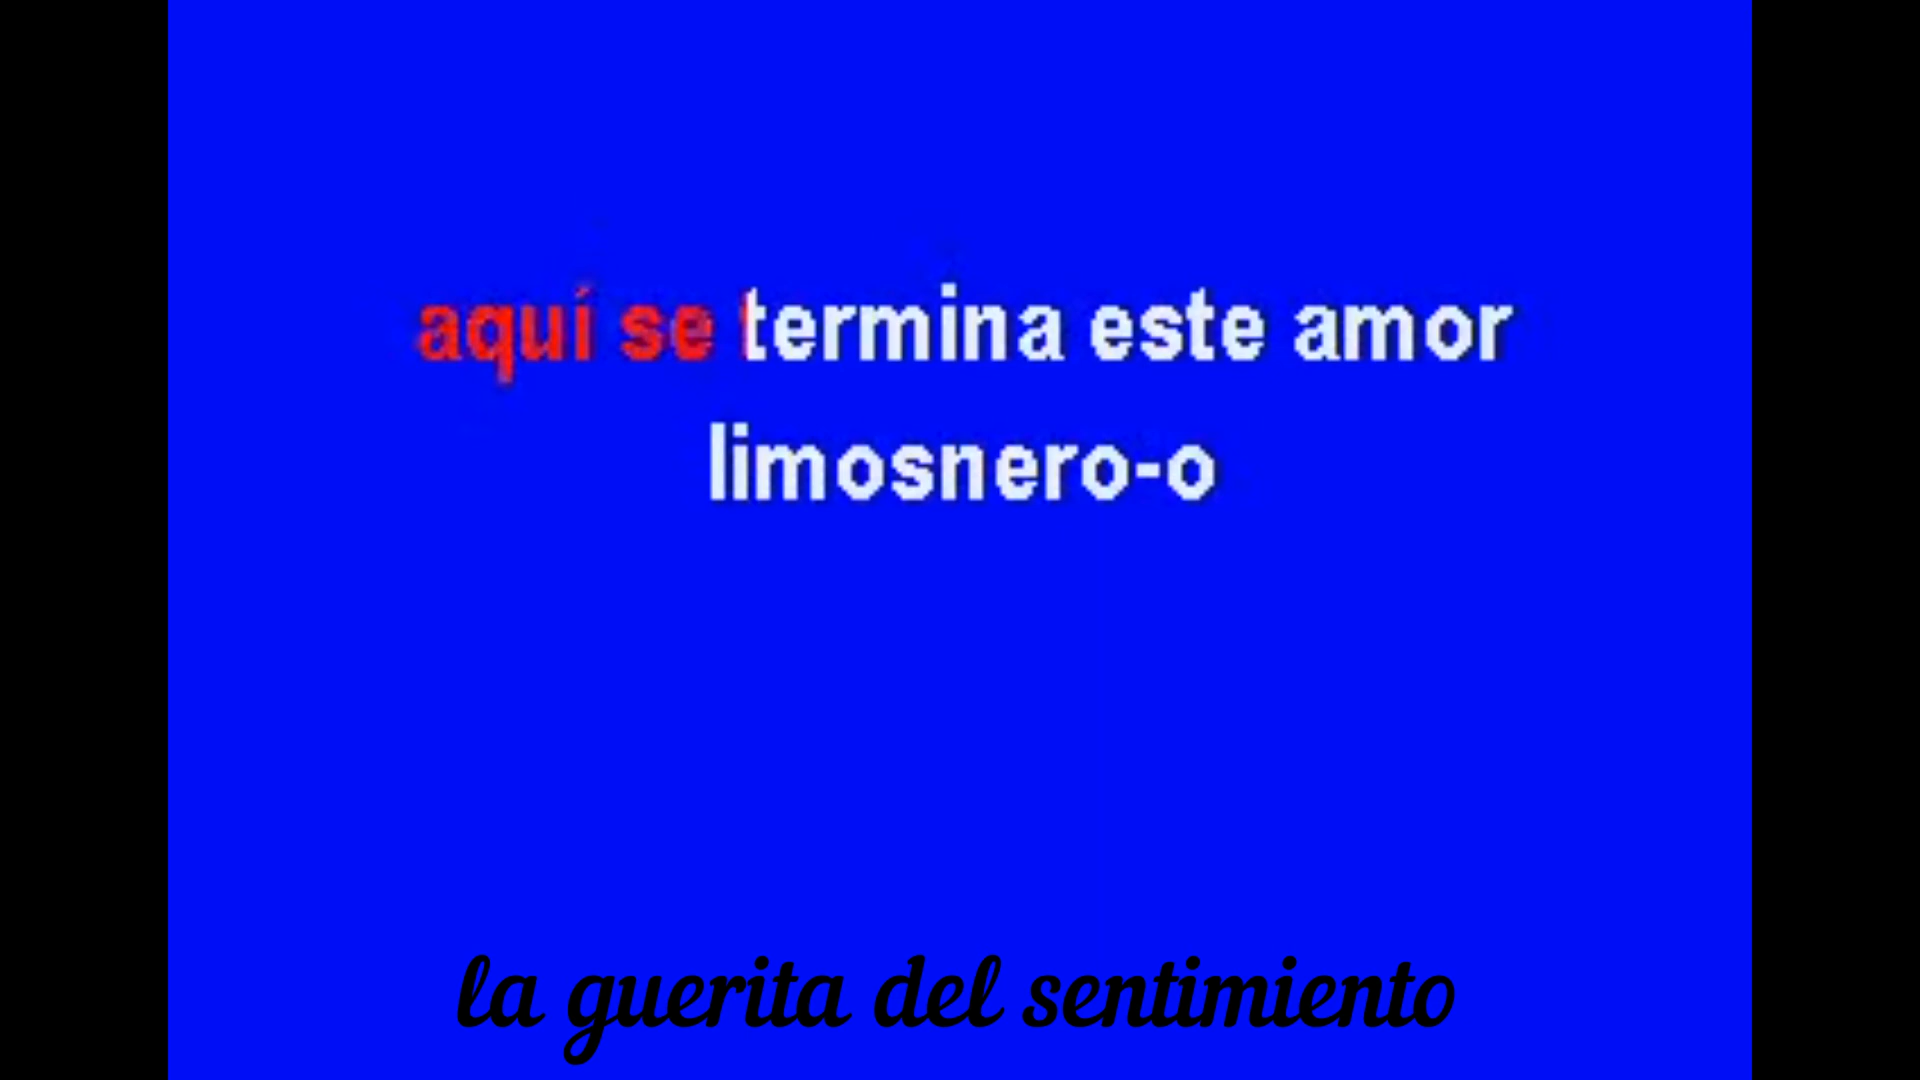 aquí se termina este amor
limosnero-o
la guerita del sentimiento